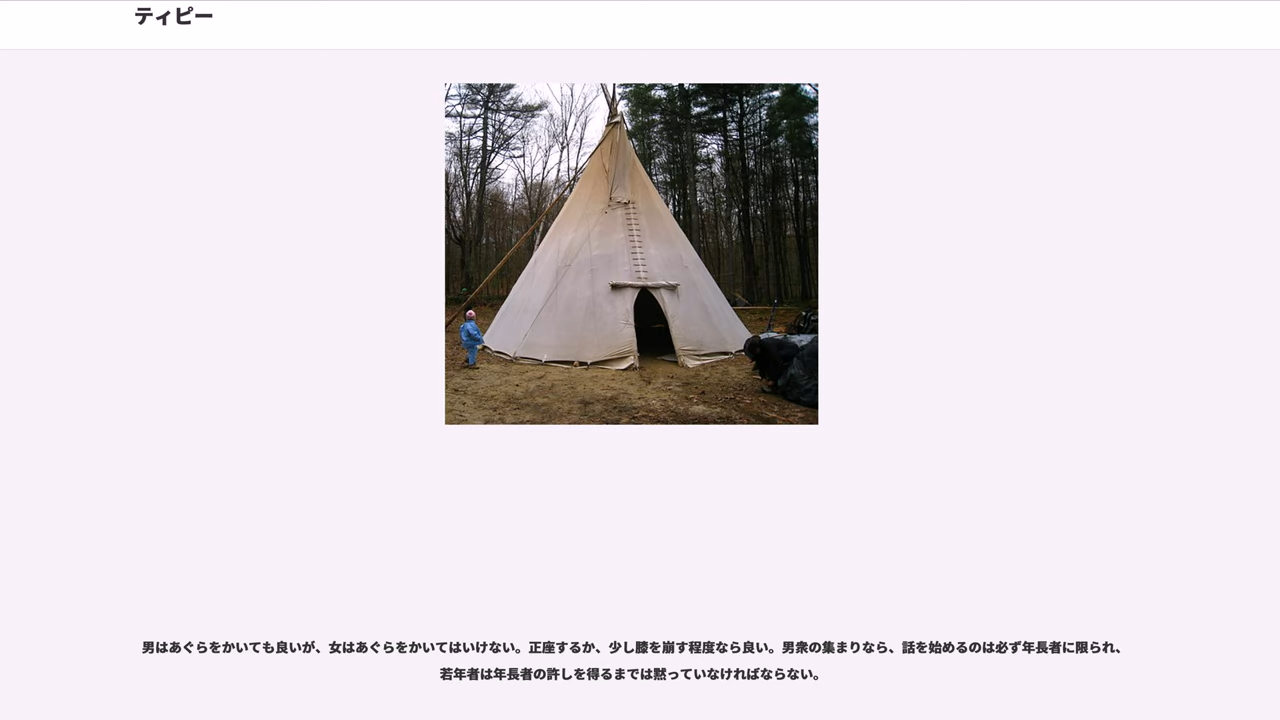 ティピー
男はあぐらをかいても良いが、女はあぐらをかいてはいけない。正座するか、少し膝を崩す程度なら良い。男衆の集まりなら、話を始めるのは必ず年長者に限られ、
若年者は年長者の許しを得るまでは黙っていなければならない。